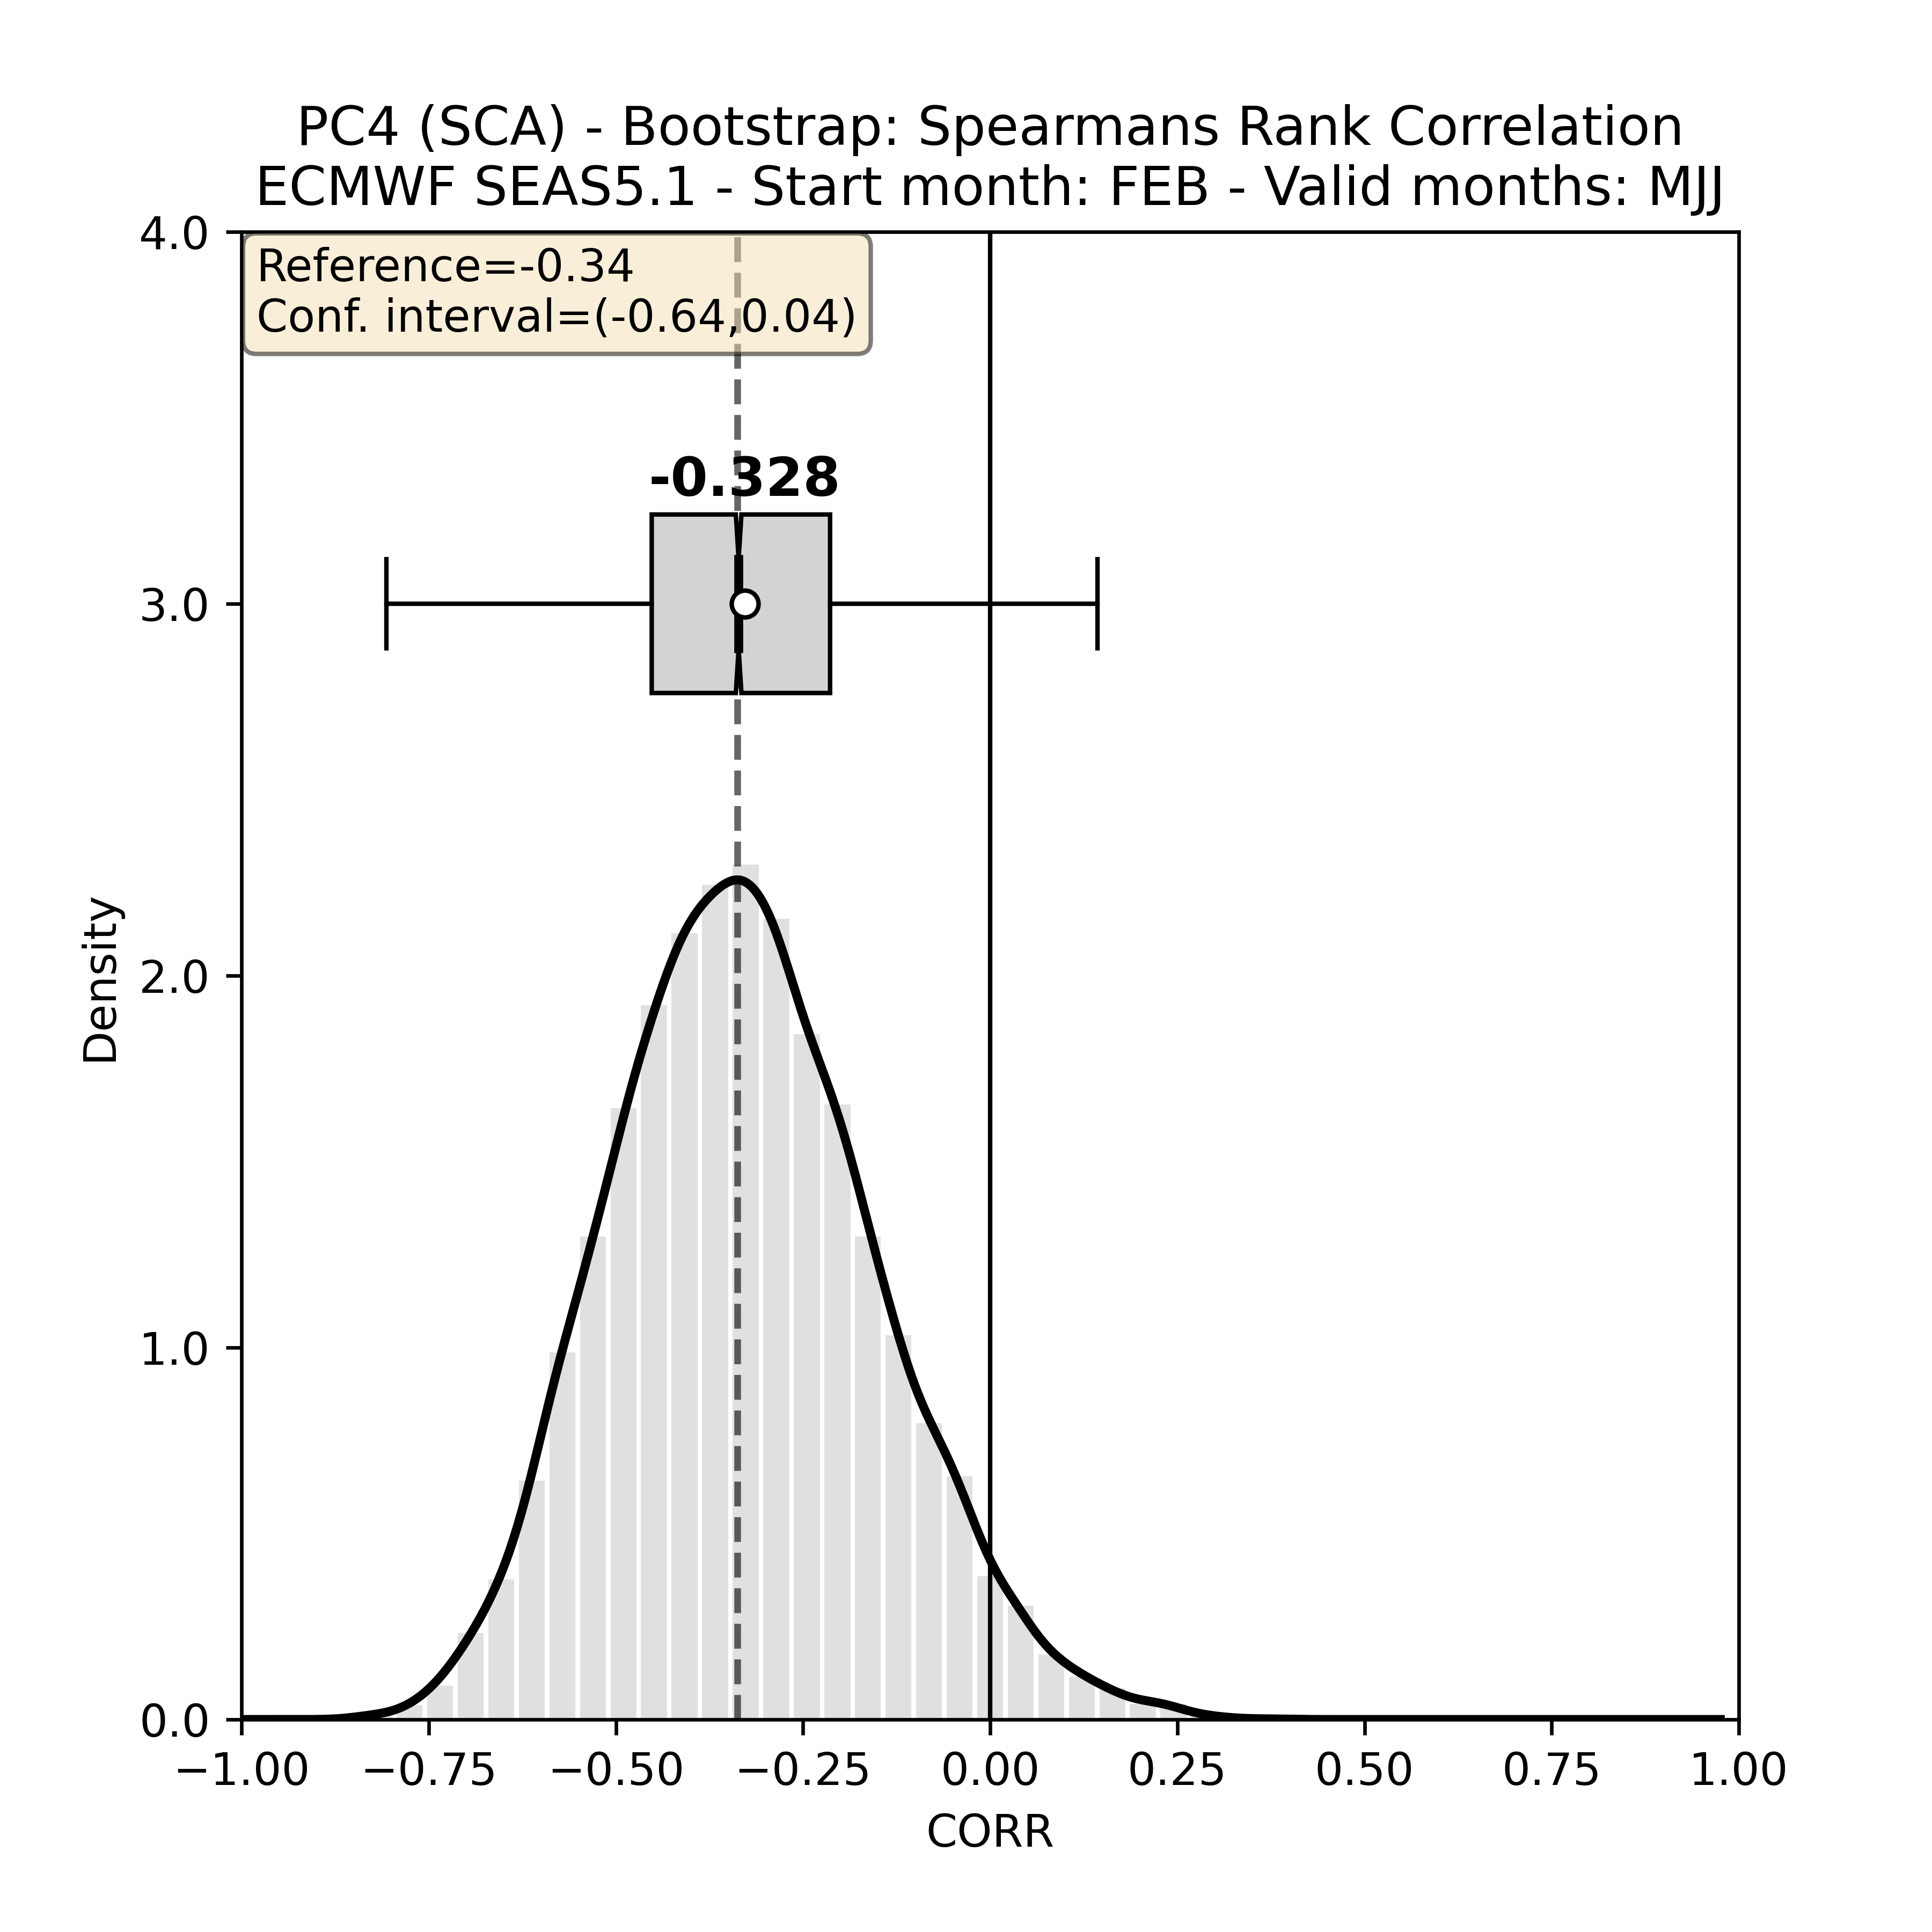 PC4 (SCA) - Bootstrap: Spearmans Rank Correlation
ECMWF SEAS5.1 - Start month: FEB - Valid months: MJJ
4.0
Reference=-0.34
Conf. interval=(-0.64,0.04)
-0.328
3.0
2.0
Density
1.0
0.0
−1.00 −0.75 −0.50 −0.25 0.00 0.25 0.50 0.75 1.00
CORR